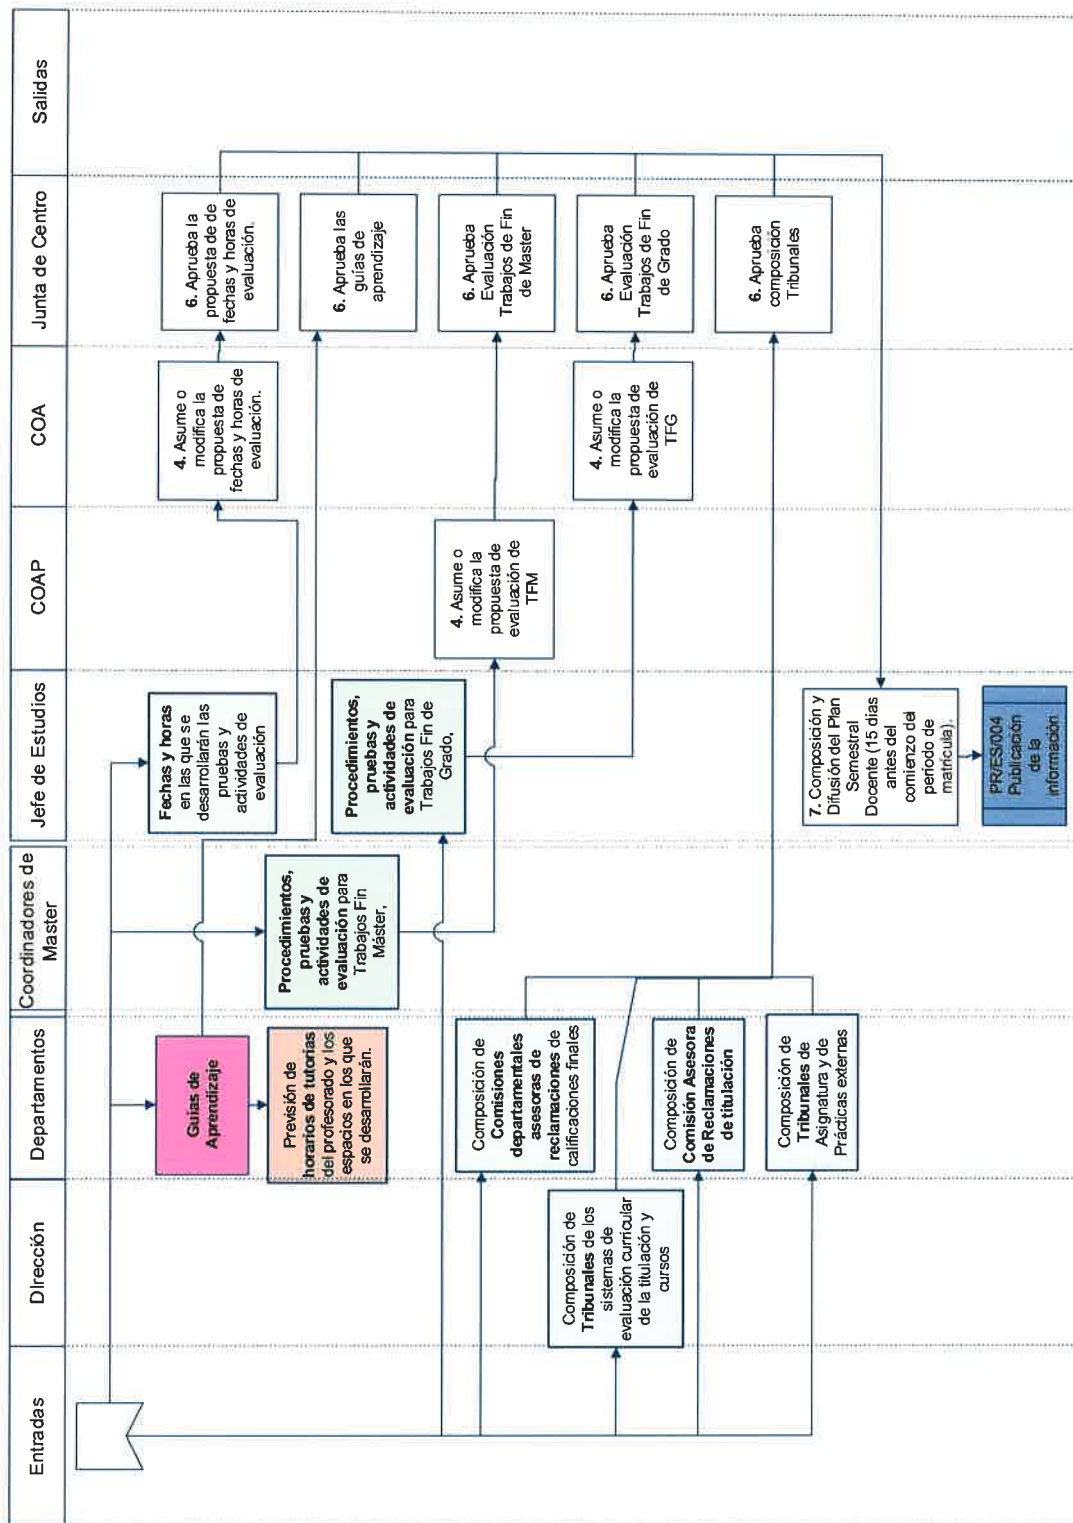 Entradas
DIrección
Departamentos
Coordinadores de
Master
Jefe de Estudios
COAP
COA
Junta de Centro
Salidas
Guías de
Aprendizaje
Previsión de
horarios de tutorías
del profesorado y los
espacios en los que
se desarrollarán.
Procedimientos,
pruebas y
actividades de
evaluación para
Trabajos Fin
Máster,
Fechas y horas
en las que se
desarrollarán las
pruebas y
actividades de
evaluación
Procedimientos,
pruebas y
actividades de
evaluación para
Trabajos Fin de
Grado,
4. Asume o
modifica la
propuesta de
fechas y horas de
evaluación.
6. Aprueba la
propuesta de de
fechas y horas de
evaluación.
6. Aprueba las
guías de
aprendizaje
4. Asume o
modifica la
propuesta de
evaluación de
TFM
6. Aprueba
Evaluación
Trabajos de Fin
de Master
4. Asume o
modifica la
propuesta de
evaluación de
TFG
6. Aprueba
Evaluación
Trabajos de Fin
de Grado
6. Aprueba
composición
Tribunales
Composición de
Comisiones
departamentales
asesoras de
reclamaciones de
calificaciones finales
Composición de
Tribunales de los
sistemas de
evaluación curricular
de la titulación y
cursos
Composición de
Comisión Asesora
de Reclamaciones
de titulación
Composición de
Tribunales de
Asignatura y de
Prácticas externas
7. Composición y
Difusión del Plan
Semestral
Docente (15 días
antes del
comienzo del
período de
matrícula).
PR/ES/004
Publicación
de la
información